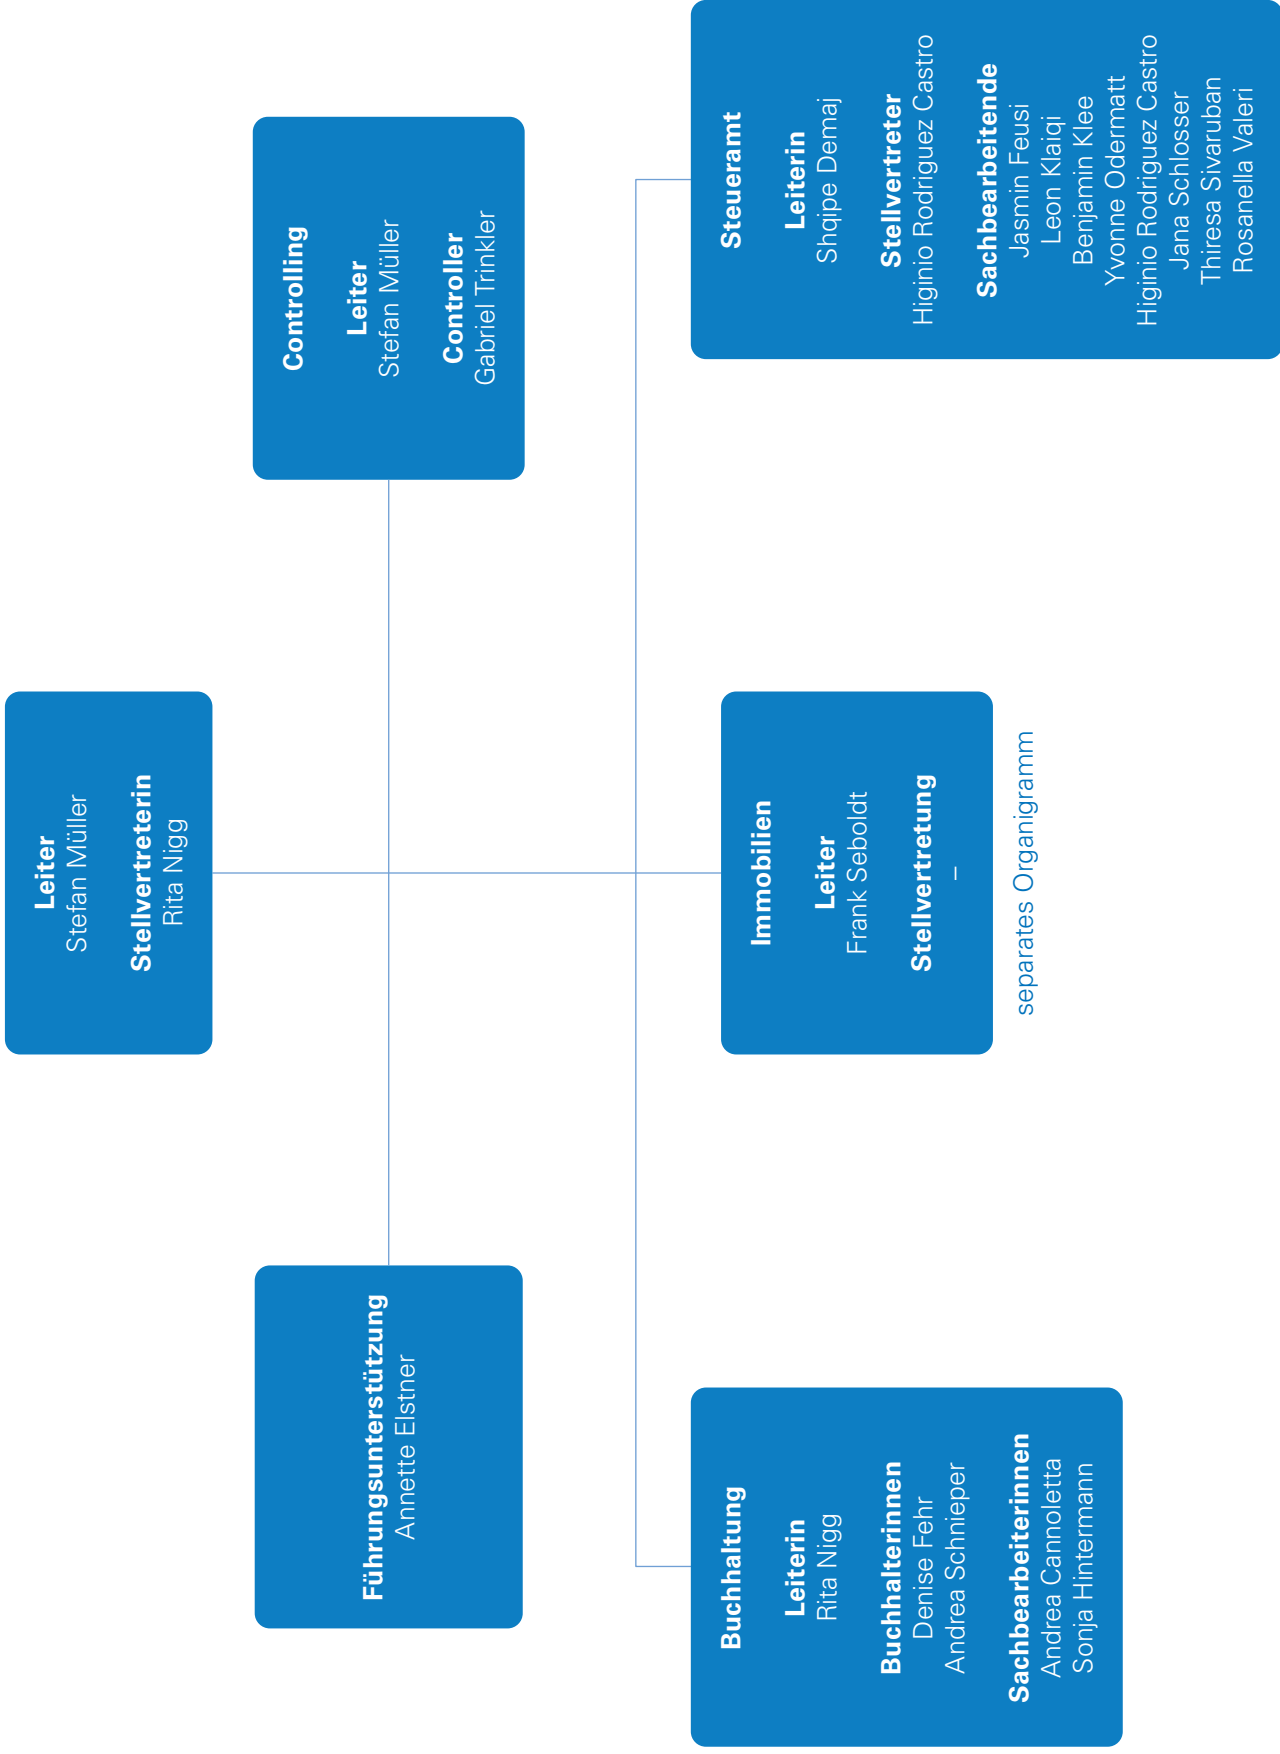 Leiter
Stefan Müller
Stellvertreterin
Rita Nigg
Führungsunterstützung
Annette Elstner
Controlling
Leiter
Stefan Müller
Controller
Gabriel Trinkler
Buchhaltung
Leiterin
Rita Nigg
Buchhalterinnen
Denise Fehr
Andrea Schnieper
Sachbearbeiterinnen
Andrea Cannoletta
Sonja Hintermann
Immobilien
Leiter
Frank Seboldt
Stellvertretung
–
separates Organigramm
Steueramt
Leiterin
Shqipe Demaj
Stellvertreter
Higinio Rodriguez Castro
Sachbearbeitende
Jasmin Feusi
Leon Klaiqi
Benjamin Klee
Yvonne Odermatt
Higinio Rodriguez Castro
Jana Schlosser
Thiresa Sivaruban
Rosanella Valeri